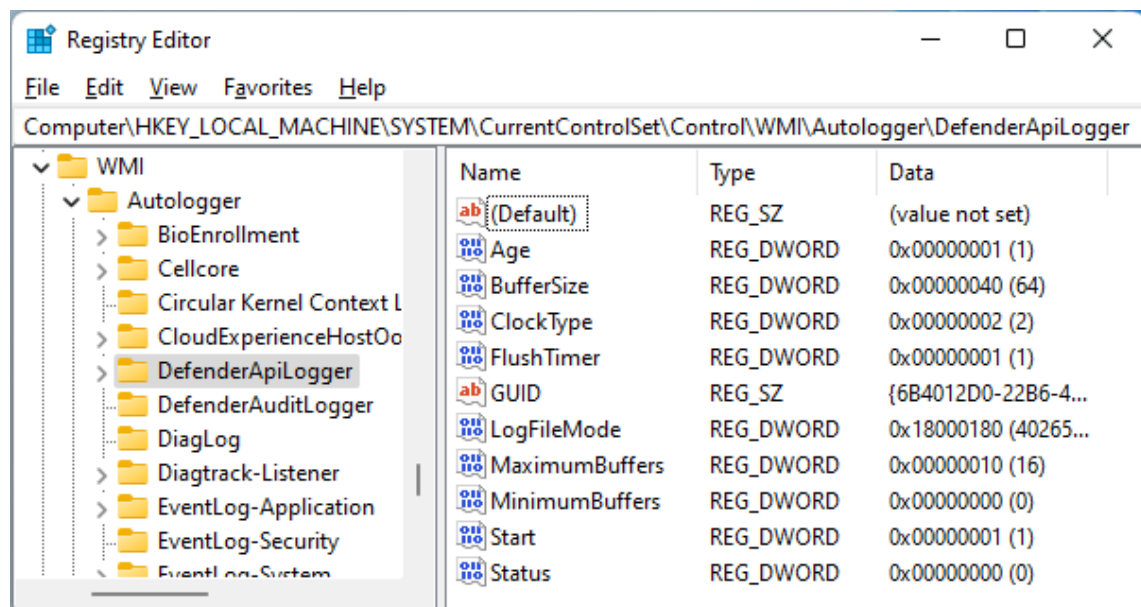 Registry Editor
File Edit View Favorites Help
Computer\HKEY_LOCAL_MACHINE\SYSTEM\CurrentControlSet\Control\WMI\Autologger\DefenderApiLogger
WMI
Autologger
BioEnrollment
Cellcore
Circular Kernel Context L
CloudExperienceHostOo
DefenderApiLogger
DefenderAuditLogger
DiagLog
Diagtrack-Listener
EventLog-Application
EventLog-Security
EventLog-System
Name Type Data
(Default) REG_SZ (value not set)
Age REG_DWORD 0x00000001 (1)
BufferSize REG_DWORD 0x00000040 (64)
ClockType REG_DWORD 0x00000002 (2)
FlushTimer REG_DWORD 0x00000001 (1)
GUID REG_SZ {6B4012D0-22B6-4...
LogFileMode REG_DWORD 0x18000180 (40265...
MaximumBuffers REG_DWORD 0x00000010 (16)
MinimumBuffers REG_DWORD 0x00000000 (0)
Start REG_DWORD 0x00000001 (1)
Status REG_DWORD 0x00000000 (0)